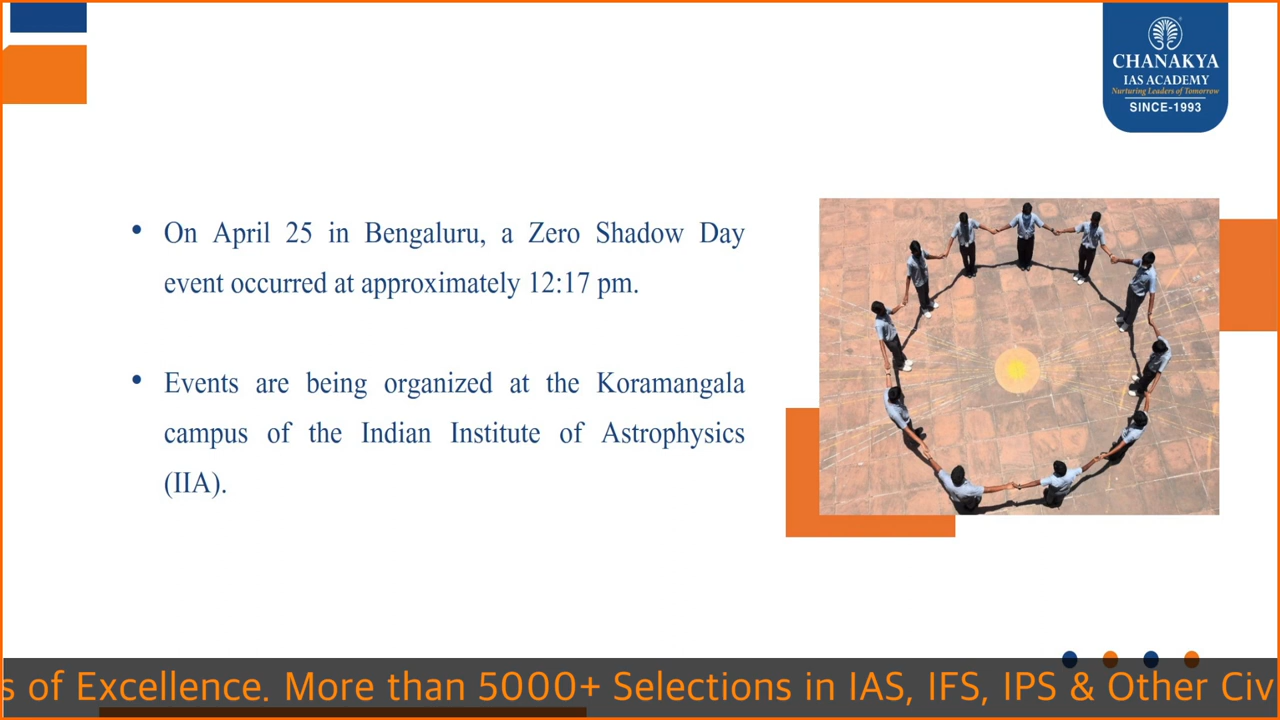 CHANAKYA
IAS ACADEMY
Nurturing Leaders of Tomorrow
SINCE-1993
• On April 25 in Bengaluru, a Zero Shadow Day
event occurred at approximately 12:17 pm.
• Events are being organized at the Koramangala
campus of the Indian Institute of Astrophysics
(IIA).
s of Excellence. More than 5000+ Selections in IAS, IFS, IPS & Other Civ